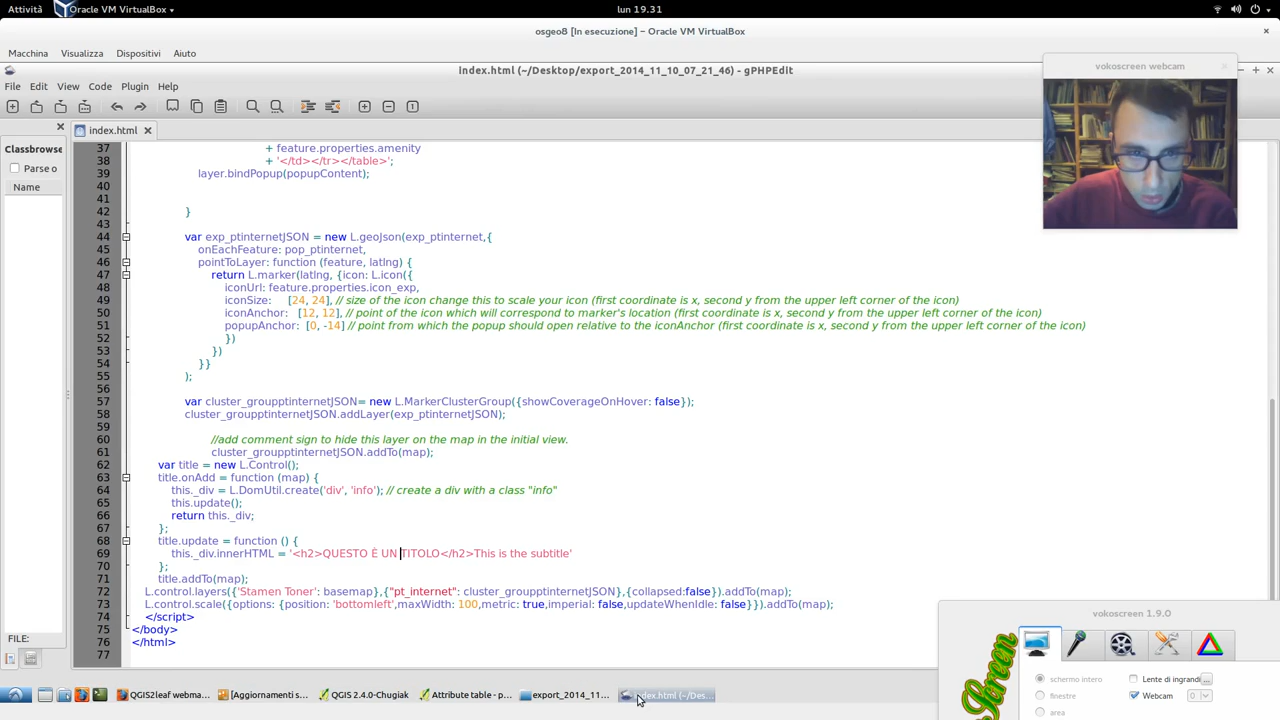 Attività
Oracle VM VirtualBox
lun 19.31
osgeo8 [In esecuzione] - Oracle VM VirtualBox
Macchina Visualizza Dispositivi Aiuto
index.html (~/Desktop/export_2014_11_10_07_21_46) - gPHPEdit
vokoscreen webcam
File Edit View Code Plugin Help
index.html
Classbrowse
Parse o
Name
37 + feature.properties.amenity
38 + '</td></tr></table>';
39 layer.bindPopup(popupContent);
40
41
42 }
43
44 var exp_ptinternetJSON = new L.geoJson(exp_ptinternet,{
45 onEachFeature: pop_ptinternet,
46 pointToLayer: function (feature, latlng) {
47 return L.marker(latlng, {icon: L.icon({
48 iconUrl: feature.properties.icon_exp,
49 iconSize: [24, 24], // size of the icon change this to scale your icon (first coordinate is x, second y from the upper left corner of the icon)
50 iconAnchor: [12, 12], // point of the icon which will correspond to marker's location (first coordinate is x, second y from the upper left corner of the icon)
51 popupAnchor: [0, -14] // point from which the popup should open relative to the iconAnchor (first coordinate is x, second y from the upper left corner of the icon)
52 })
53 })
54 }}
55 );
56
57 var cluster_groupptinternetJSON= new L.MarkerClusterGroup({showCoverageOnHover: false});
58 cluster_groupptinternetJSON.addLayer(exp_ptinternetJSON);
59
60 //add comment sign to hide this layer on the map in the initial view.
61 cluster_groupptinternetJSON.addTo(map);
62 var title = new L.Control();
63 title.onAdd = function (map) {
64 this._div = L.DomUtil.create('div', 'info'); // create a div with a class "info"
65 this.update();
66 return this._div;
67 };
68 title.update = function () {
69 this._div.innerHTML = '<h2>QUESTO È UN TITOLO</h2>This is the subtitle'
70 };
71 title.addTo(map);
72 L.control.layers({'Stamen Toner': basemap},{"pt_internet": cluster_groupptinternetJSON},{collapsed:false}).addTo(map);
73 L.control.scale({options: {position: 'bottomleft',maxWidth: 100,metric: true,imperial: false,updateWhenIdle: false}}).addTo(map);
74 </script>
75 </body>
76 </html>
77
FILE:
vokoscreen 1.9.0
schermo intero
finestre
area
Lente di ingrandi...
Webcam
0
QGIS2leaf webma...
[Aggiornamenti s...
QGIS 2.4.0-Chugiak
Attribute table - p...
export_2014_11...
index.html (~/Des...